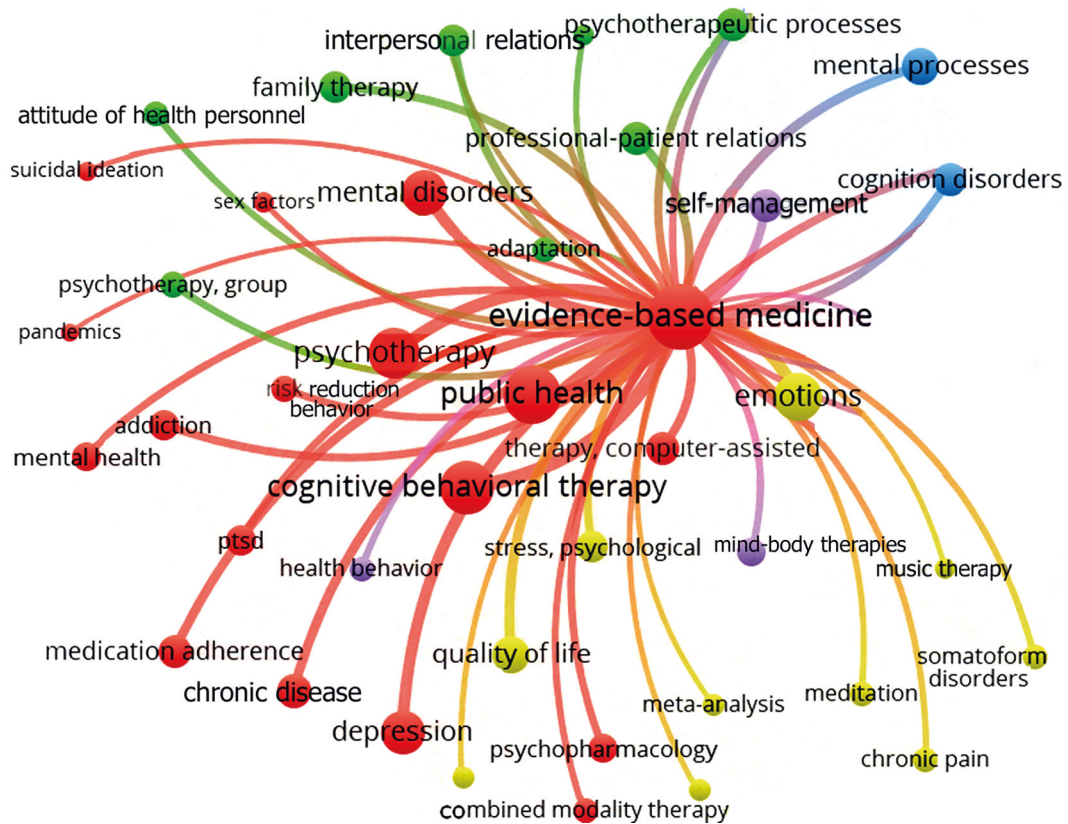 psychotherapeutic processes
interpersonal relations
mental processes
family therapy
attitude of health personnel
professional-patient relations
suicidal ideation
cognition disorders
mental disorders
sex factors
self-management
adaptation
psychotherapy, group
evidence-based medicine
pandemics
psychotherapy
risk reduction
behavior
public health
emotions
addiction
therapy, computer-assisted
mental health
cognitive behavioral therapy
ptsd
stress, psychological
mind-body therapies
health behavior
music therapy
medication adherence
quality of life
somatoform
disorders
chronic disease
meditation
meta-analysis
depression
psychopharmacology
chronic pain
combined modality therapy